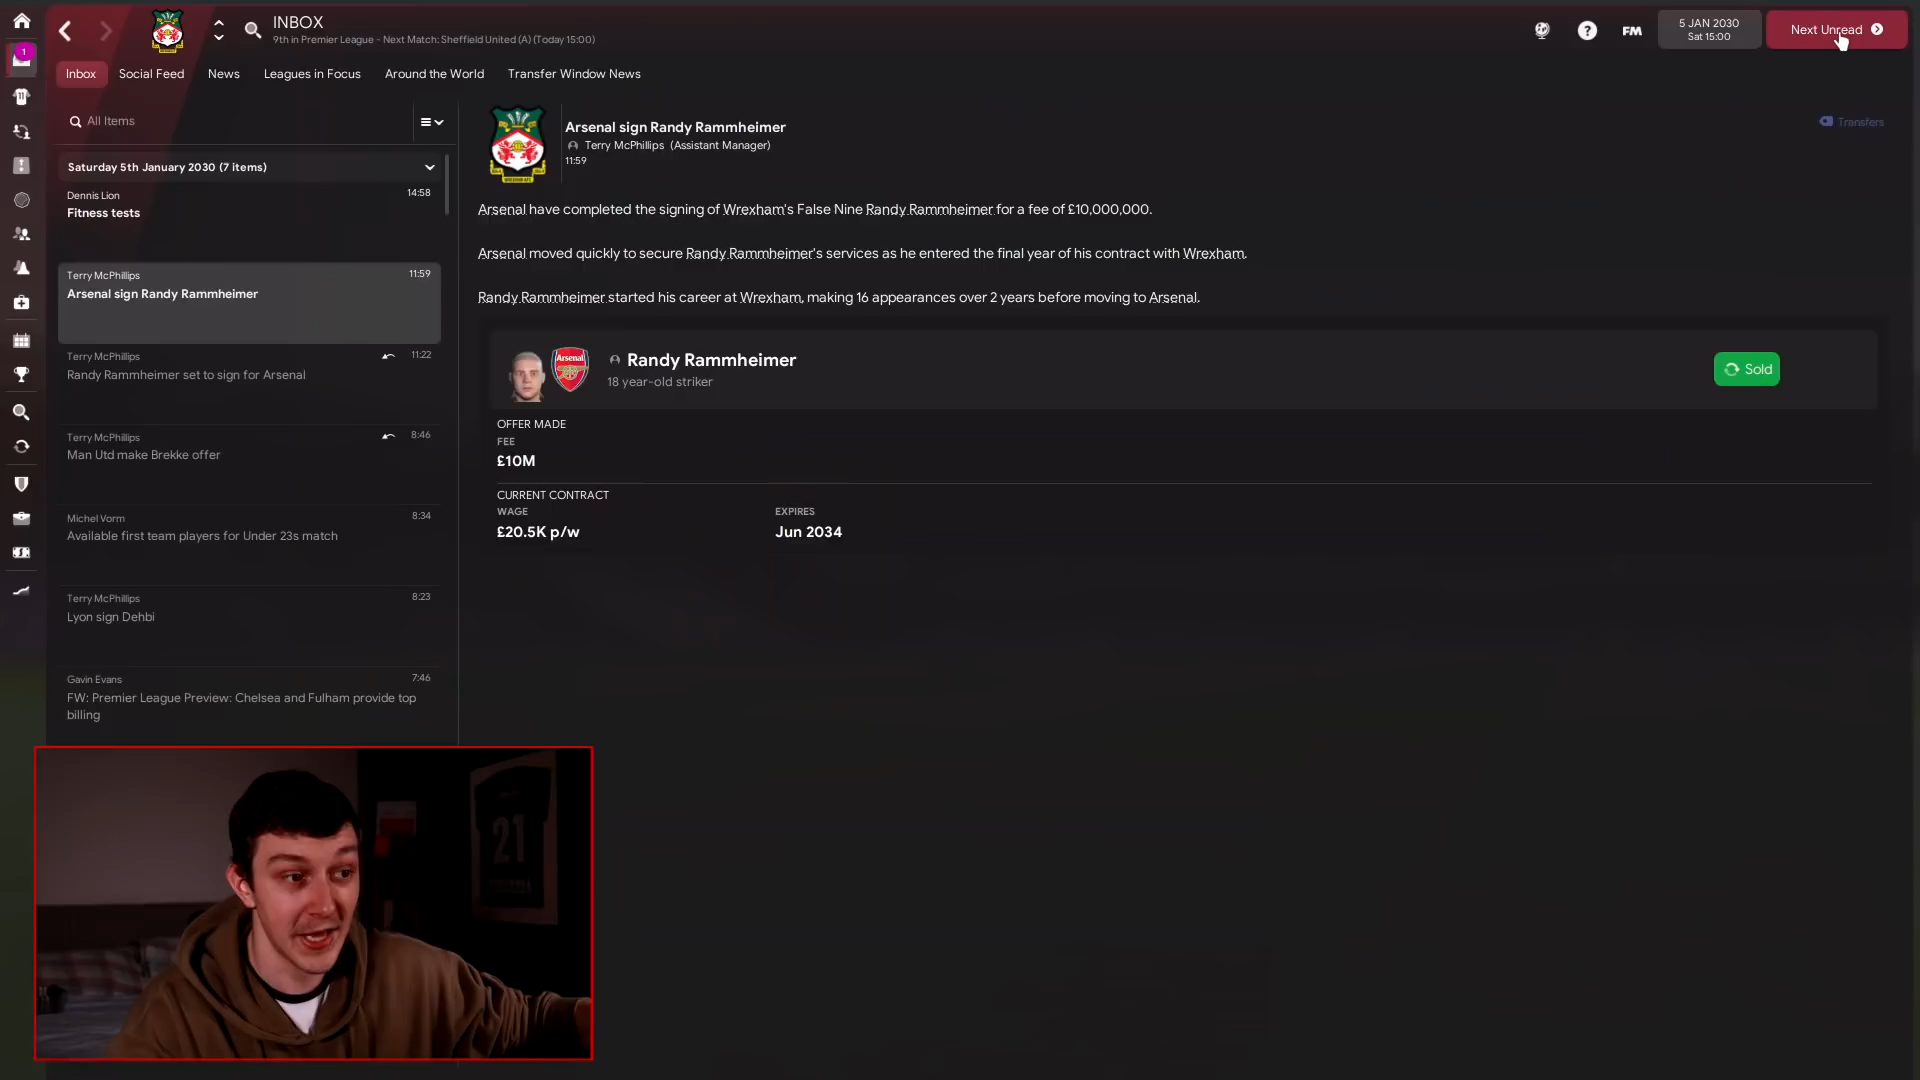 INBOX
9th in Premier League - Next Match: Sheffield United (A) (Today 15:00)
FM
5 JAN 2030
Sat 15:00
Next Unread
1
Inbox
Social Feed
News
Leagues in Focus
Around the World
Transfer Window News
All Items
Saturday 5th January 2030 (7 items)
Dennis Lion
14:58
Fitness tests
Terry McPhillips
11:59
Arsenal sign Randy Rammheimer
Terry McPhillips
11:22
Randy Rammheimer set to sign for Arsenal
Terry McPhillips
8:46
Man Utd make Brekke offer
Michel Vorm
8:34
Available first team players for Under 23s match
Terry McPhillips
8:23
Lyon sign Dehbi
Gavin Evans
7:46
FW: Premier League Preview: Chelsea and Fulham provide top
billing
Arsenal sign Randy Rammheimer
Terry McPhillips (Assistant Manager)
11:59
Transfers
Arsenal have completed the signing of Wrexham's False Nine Randy Rammheimer for a fee of £10,000,000.
Arsenal moved quickly to secure Randy Rammheimer's services as he entered the final year of his contract with Wrexham.
Randy Rammheimer started his career at Wrexham, making 16 appearances over 2 years before moving to Arsenal.
Arsenal
Randy Rammheimer
18 year-old striker
Sold
OFFER MADE
FEE
£10M
CURRENT CONTRACT
WAGE
£20.5K p/w
EXPIRES
Jun 2034
21